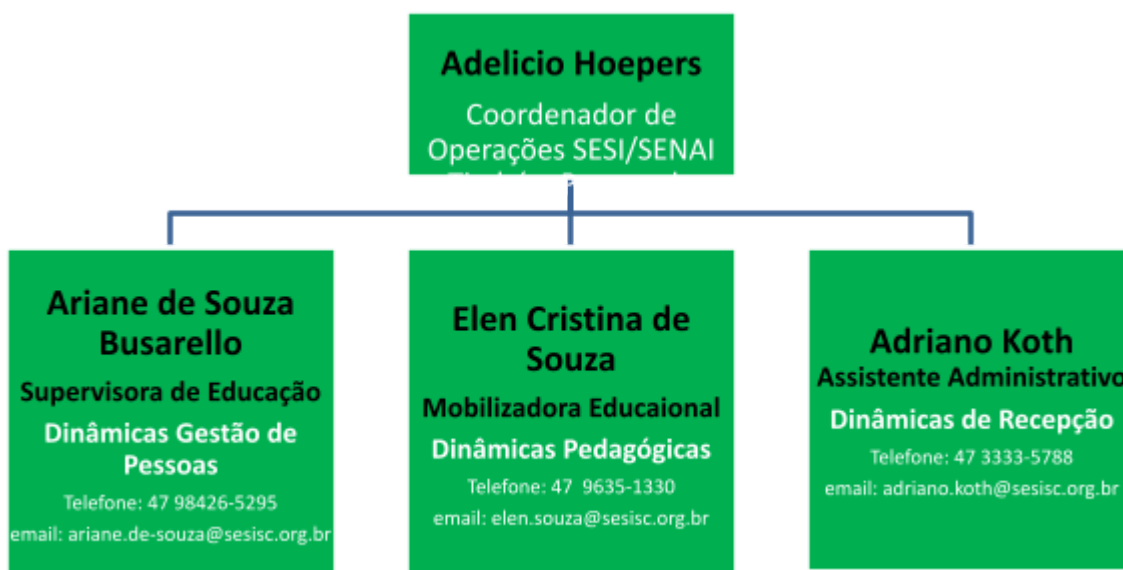 Adelicio Hoepers
Coordenador de
Operações SESI/SENAI
Ariane de Souza
Busarello
Supervisora de Educação
Dinâmicas Gestão de
Pessoas
Telefone: 47 98426-5295
email: ariane.de-souza@sesisc.org.br
Elen Cristina de
Souza
Mobilizadora Educaional
Dinâmicas Pedagógicas
Telefone: 47  9635-1330
email: elen.souza@sesisc.org.br
Adriano Koth
Assistente Administrativo
Dinâmicas de Recepção
Telefone: 47 3333-5788
email: adriano.koth@sesisc.org.br